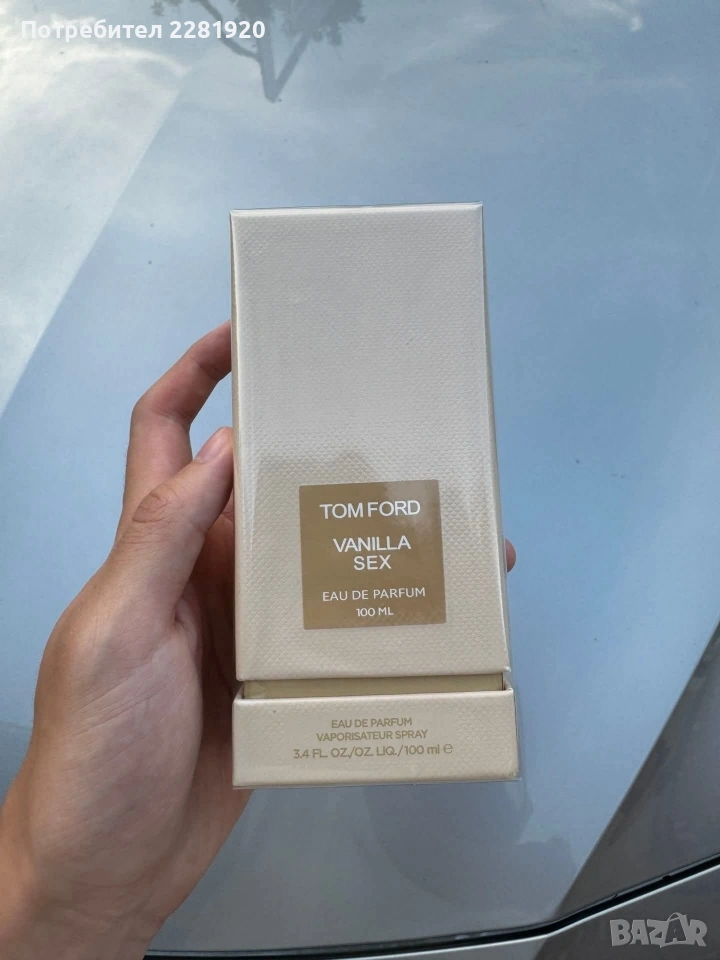 Потребител 2281920
TOM FORD
VANILLA
SEX
EAU DE PARFUM
100 ML
EAU DE PARFUM
VAPORISATEUR SPRAY
3.4 FL. OZ./OZ. LIQ./100 ml ℮
BAZAR